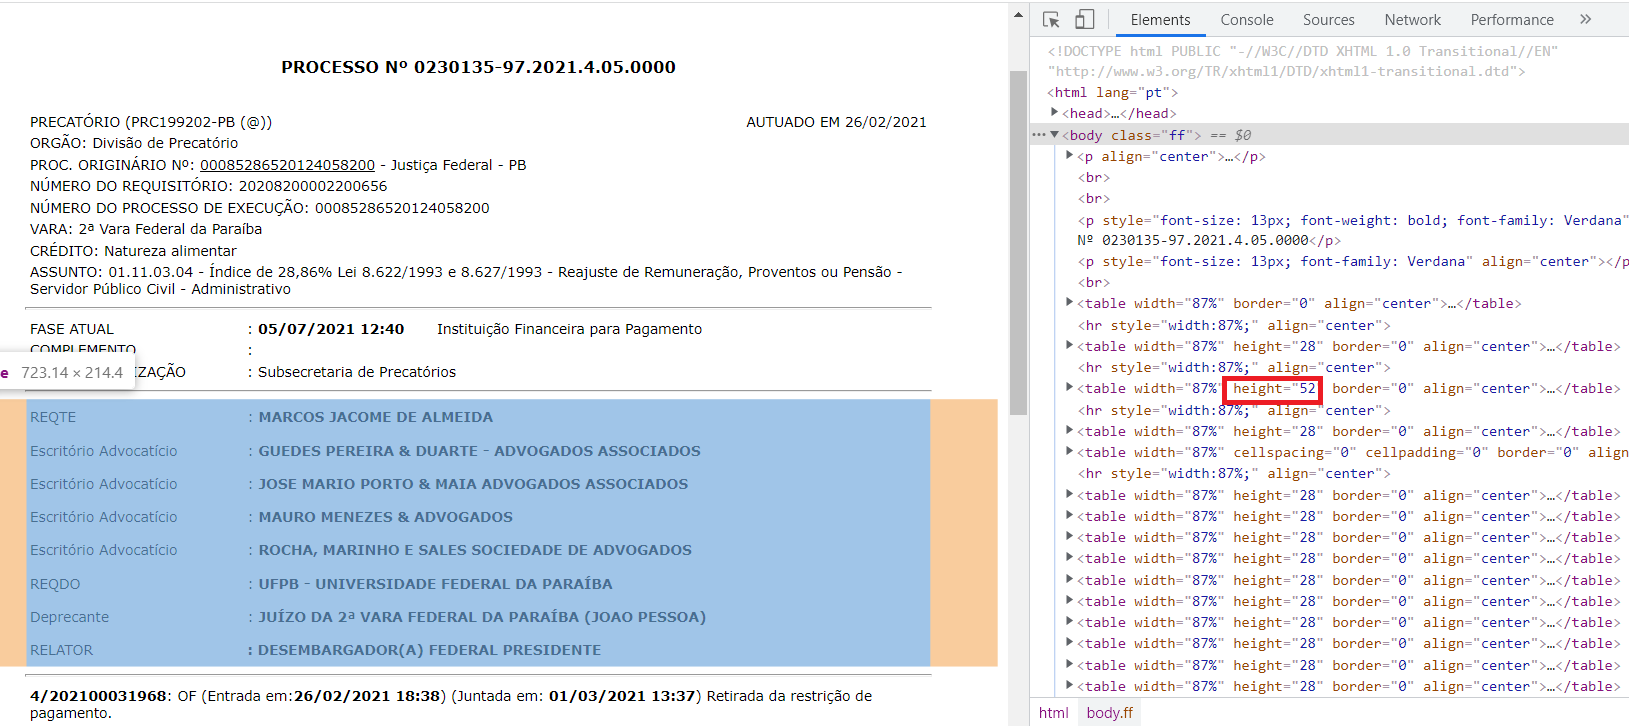 PROCESSO Nº 0230135-97.2021.4.05.0000
PRECATÓRIO (PRC199202-PB (@))
AUTUADO EM 26/02/2021
ORGÃO: Divisão de Precatório
PROC. ORIGINÁRIO Nº: 00085286520124058200 - Justiça Federal - PB
NÚMERO DO REQUISITÓRIO: 20208200002200656
NÚMERO DO PROCESSO DE EXECUÇÃO: 00085286520124058200
VARA: 2ª Vara Federal da Paraíba
CRÉDITO: Natureza alimentar
ASSUNTO: 01.11.03.04 - Índice de 28,86% Lei 8.622/1993 e 8.627/1993 - Reajuste de Remuneração, Proventos ou Pensão -
Servidor Público Civil - Administrativo
FASE ATUAL : 05/07/2021 12:40 Instituição Financeira para Pagamento
COMPLEMENTO :
e 723.14 × 214.4
IZAÇÃO : Subsecretaria de Precatórios
REQTE : MARCOS JACOME DE ALMEIDA
Escritório Advocatício : GUEDES PEREIRA & DUARTE - ADVOGADOS ASSOCIADOS
Escritório Advocatício : JOSE MARIO PORTO & MAIA ADVOGADOS ASSOCIADOS
Escritório Advocatício : MAURO MENEZES & ADVOGADOS
Escritório Advocatício : ROCHA, MARINHO E SALES SOCIEDADE DE ADVOGADOS
REQDO : UFPB - UNIVERSIDADE FEDERAL DA PARAÍBA
Deprecante : JUÍZO DA 2ª VARA FEDERAL DA PARAÍBA (JOAO PESSOA)
RELATOR : DESEMBARGADOR(A) FEDERAL PRESIDENTE
4/202100031968: OF (Entrada em:26/02/2021 18:38) (Juntada em: 01/03/2021 13:37) Retirada da restrição de
pagamento.
Elements Console Sources Network Performance »
<!DOCTYPE html PUBLIC "-//W3C//DTD XHTML 1.0 Transitional//EN"
"http://www.w3.org/TR/xhtml1/DTD/xhtml1-transitional.dtd">
<html lang="pt">
<head>…</head>
<body class="ff"> == $0
<p align="center">…</p>
<br>
<br>
<p style="font-size: 13px; font-weight: bold; font-family: Verdana"
Nº 0230135-97.2021.4.05.0000</p>
<p style="font-size: 13px; font-family: Verdana" align="center"></p
<br>
<table width="87%" border="0" align="center">…</table>
<hr style="width:87%;" align="center">
<table width="87%" height="28" border="0" align="center">…</table>
<hr style="width:87%;" align="center">
<table width="87%" height="52 border="0" align="center">…</table>
<hr style="width:87%;" align="center">
<table width="87%" height="28" border="0" align="center">…</table>
<table width="87%" cellspacing="0" cellpadding="0" border="0" align
<hr style="width:87%;" align="center">
<table width="87%" height="28" border="0" align="center">…</table>
<table width="87%" height="28" border="0" align="center">…</table>
<table width="87%" height="28" border="0" align="center">…</table>
<table width="87%" height="28" border="0" align="center">…</table>
<table width="87%" height="28" border="0" align="center">…</table>
<table width="87%" height="28" border="0" align="center">…</table>
<table width="87%" height="28" border="0" align="center">…</table>
<table width="87%" height="28" border="0" align="center">…</table>
<table width="87%" height="28" border="0" align="center">…</table>
<table width="87%" height="28" border="0" align="center">…</table>
html body.ff